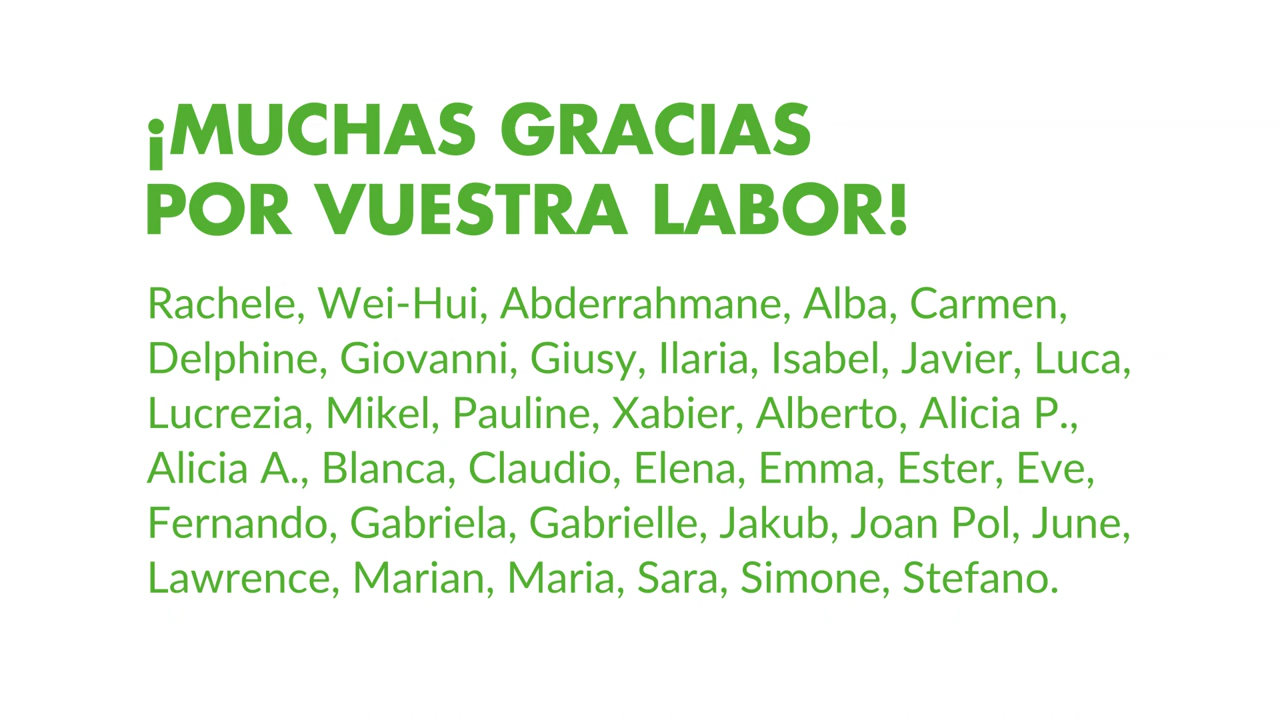 ¡MUCHAS GRACIAS
POR VUESTRA LABOR!
Rachele, Wei-Hui, Abderrahmane, Alba, Carmen,
Delphine, Giovanni, Giusy, Ilaria, Isabel, Javier, Luca,
Lucrezia, Mikel, Pauline, Xabier, Alberto, Alicia P.,
Alicia A., Blanca, Claudio, Elena, Emma, Ester, Eve,
Fernando, Gabriela, Gabrielle, Jakub, Joan Pol, June,
Lawrence, Marian, Maria, Sara, Simone, Stefano.